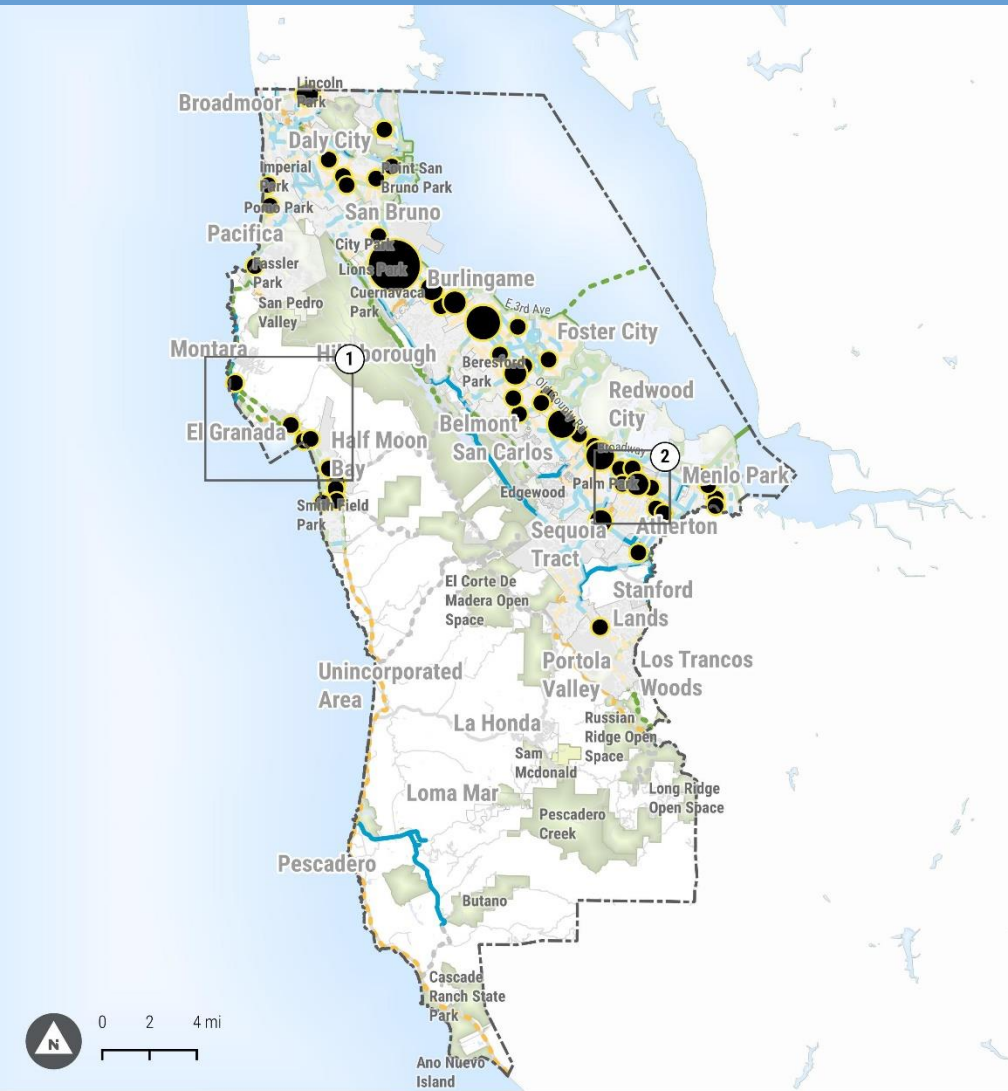 Lincoln
Park
Broadmoor
Daly City
Imperial
Park
Point San
Bruno Park
San Bruno
Pacifica
City Park
Lions Park
Fassler
Park
Cuernavaca
Park
Burlingame
San Pedro
Valley
E 3rd Ave
Foster City
Montara
1
Beresford
Park
Redwood
City
Old County Rd
El Granada
Half Moon
Bay
Belmont
San Carlos
Broadway
2
Menlo Park
Palm Park
Edgewood
Smith Field
Park
Sequoia
Tract
Atherton
El Corte De
Madera Open
Space
Stanford
Lands
Unincorporated
Area
Portola
Valley
Los Trancos
Woods
La Honda
Russian
Ridge Open
Space
Sam
Mcdonald
Loma Mar
Long Ridge
Open Space
Pescadero
Creek
Pescadero
Butano
Cascade
Ranch State
Park
Ano Nuevo
Island
N
0 2 4 mi